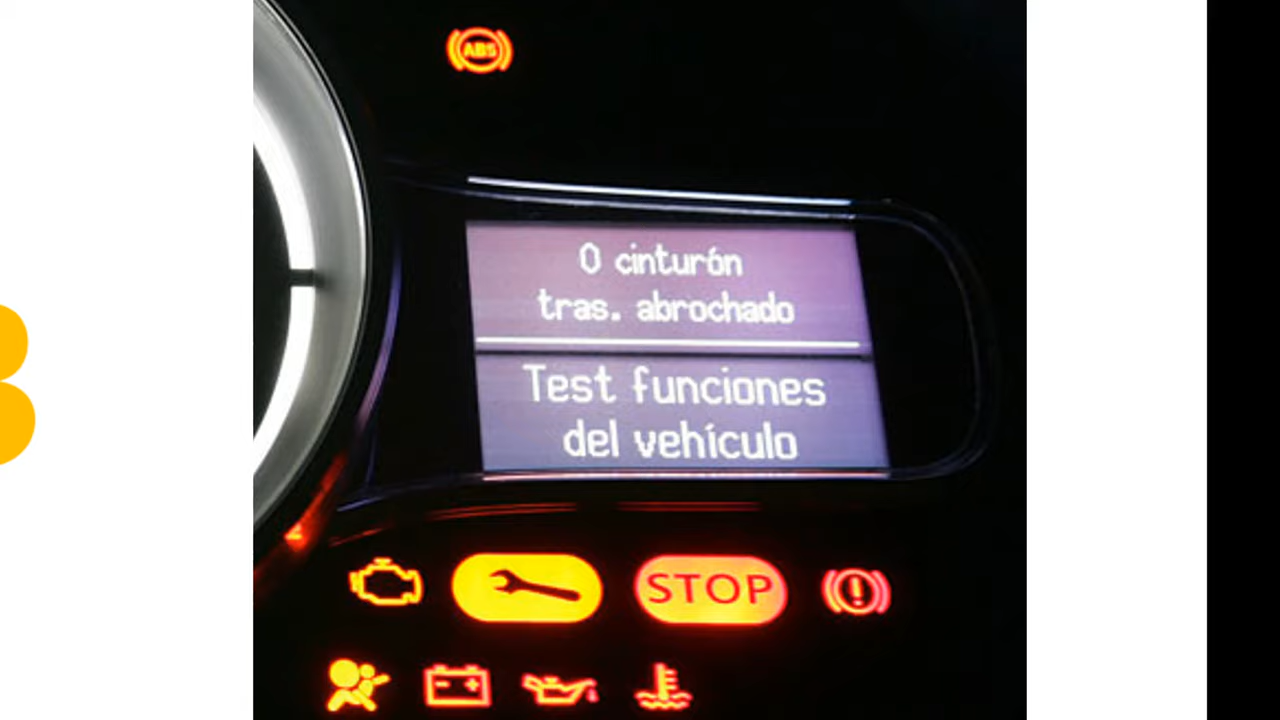 ABS
0 cinturón
tras. abrochado
Test funciones
del vehículo
STOP